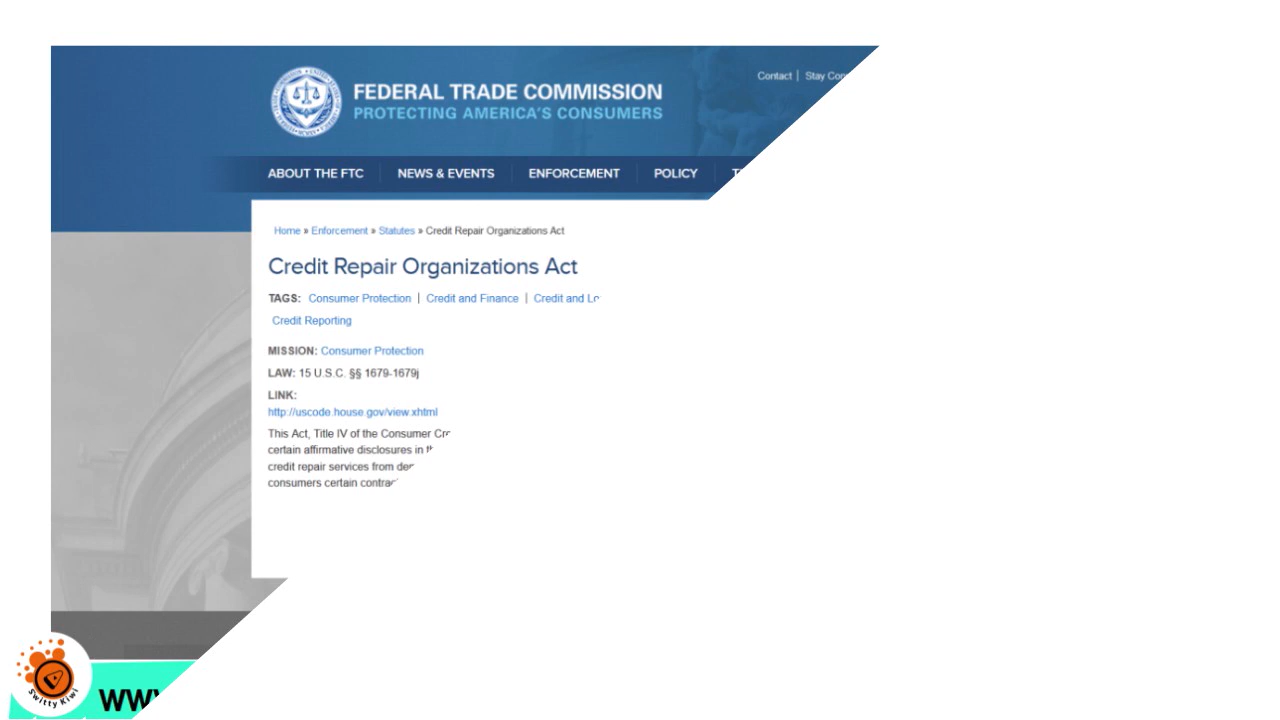 Contact | Stay
FEDERAL TRADE COMMISSION
PROTECTING AMERICA'S CONSUMERS
ABOUT THE FTC NEWS & EVENTS ENFORCEMENT POLICY
Home » Enforcement » Statutes » Credit Repair Organizations Act
Credit Repair Organizations Act
TAGS: Consumer Protection | Credit and Finance | Credit and
Credit Reporting
MISSION: Consumer Protection
LAW: 15 U.S.C. §§ 1679-1679j
LINK:
http://uscode.house.gov/view.xhtml
This Act, Title IV of the Consumer
certain affirmative disclosures in
credit repair services from
consumers certain
Switty Kiwi